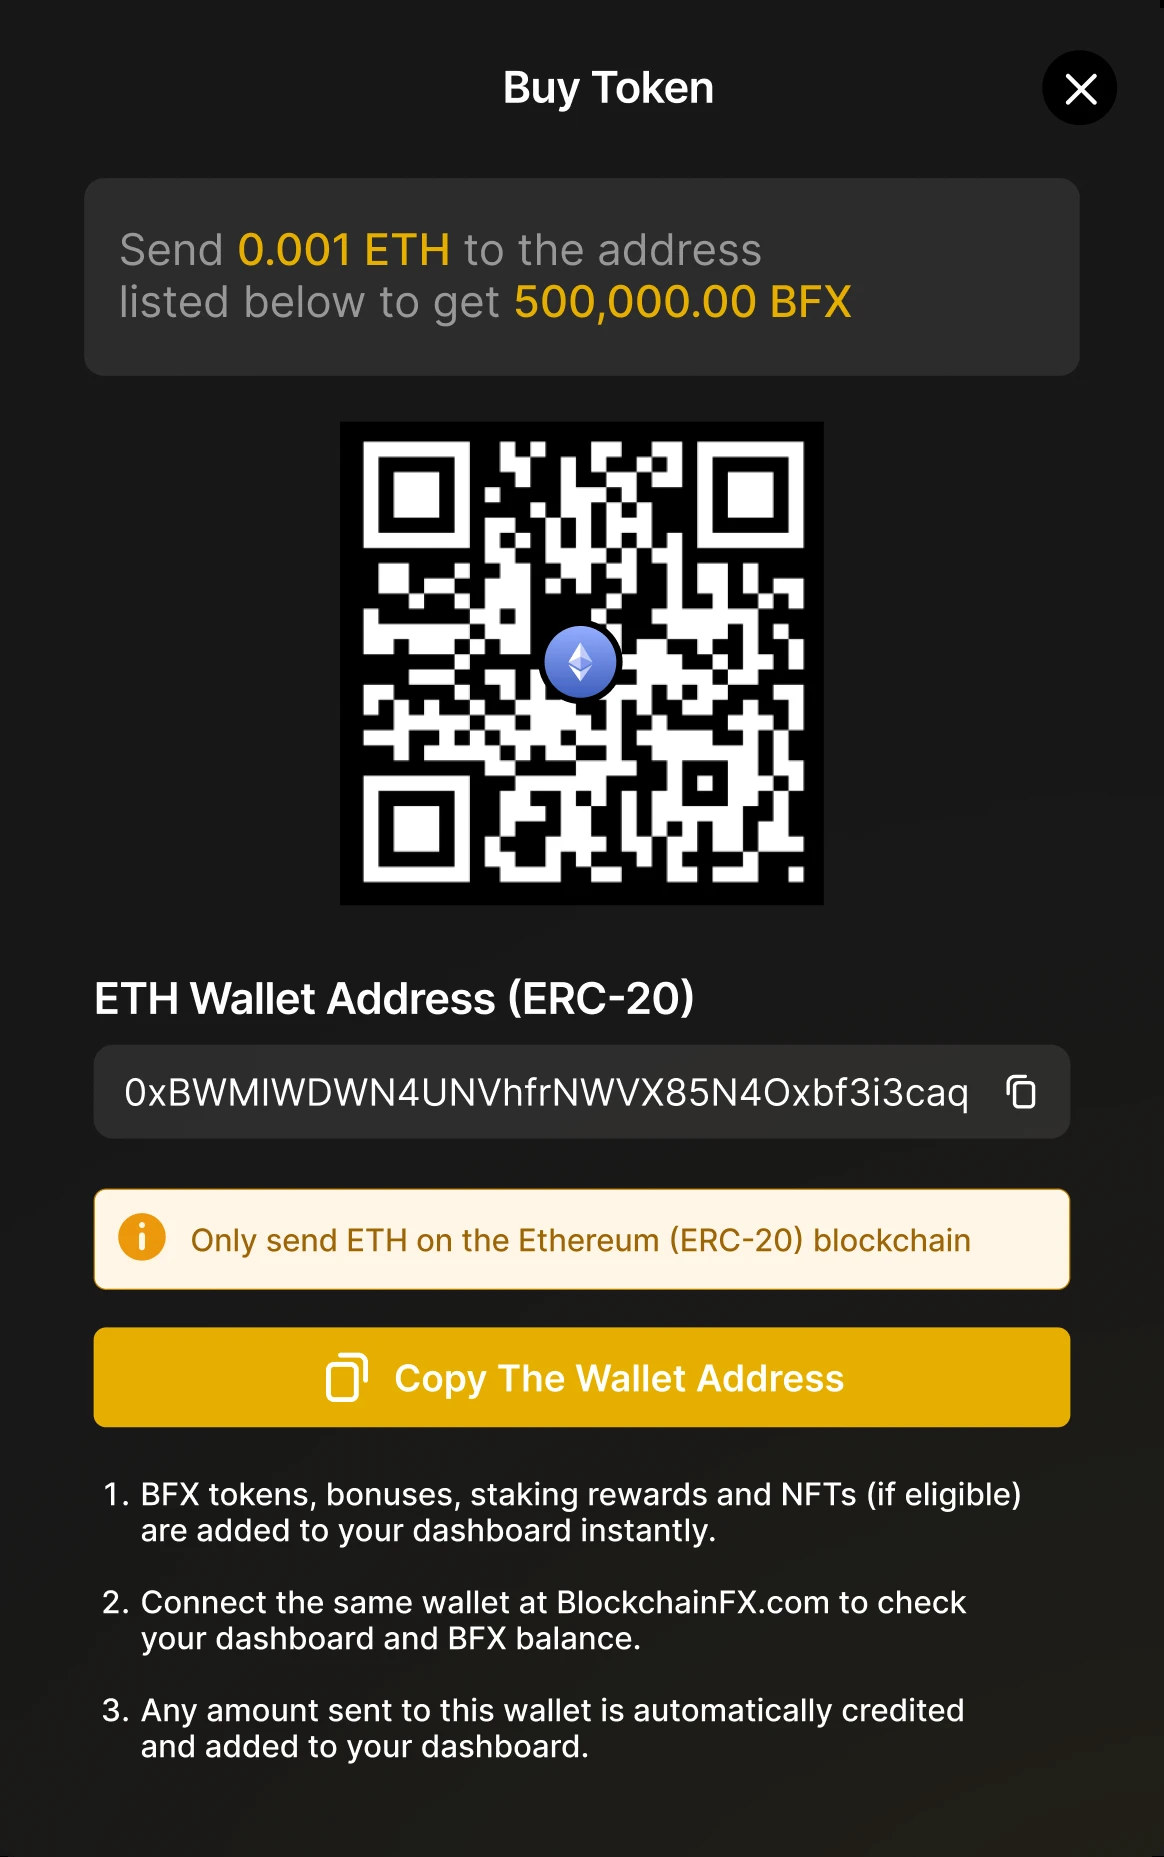 Buy Token
Send 0.001 ETH to the address
listed below to get 500,000.00 BFX
ETH Wallet Address (ERC-20)
0xBWMIWDWN4UNVhfrNWVX85N4Oxbf3i3caq
Only send ETH on the Ethereum (ERC-20) blockchain
Copy The Wallet Address
1. BFX tokens, bonuses, staking rewards and NFTs (if eligible)
are added to your dashboard instantly.
2. Connect the same wallet at BlockchainFX.com to check
your dashboard and BFX balance.
3. Any amount sent to this wallet is automatically credited
and added to your dashboard.